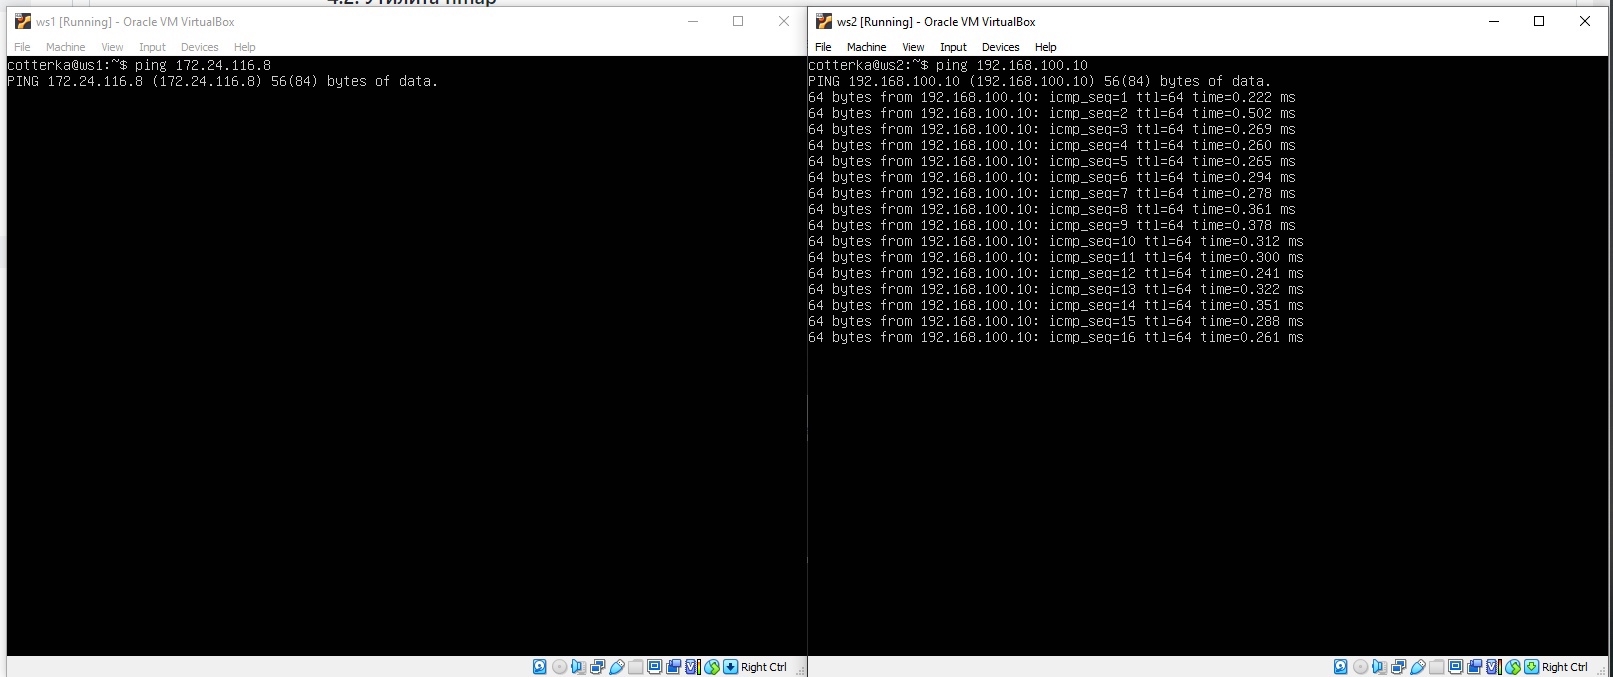 4.2. Утилита nmap
ws1 [Running] - Oracle VM VirtualBox
File Machine View Input Devices Help
cotterka@ws1:~$ ping 172.24.116.8
PING 172.24.116.8 (172.24.116.8) 56(84) bytes of data.
Right Ctrl
ws2 [Running] - Oracle VM VirtualBox
File Machine View Input Devices Help
cotterka@ws2:~$ ping 192.168.100.10
PING 192.168.100.10 (192.168.100.10) 56(84) bytes of data.
64 bytes from 192.168.100.10: icmp_seq=1 ttl=64 time=0.222 ms
64 bytes from 192.168.100.10: icmp_seq=2 ttl=64 time=0.502 ms
64 bytes from 192.168.100.10: icmp_seq=3 ttl=64 time=0.269 ms
64 bytes from 192.168.100.10: icmp_seq=4 ttl=64 time=0.260 ms
64 bytes from 192.168.100.10: icmp_seq=5 ttl=64 time=0.265 ms
64 bytes from 192.168.100.10: icmp_seq=6 ttl=64 time=0.294 ms
64 bytes from 192.168.100.10: icmp_seq=7 ttl=64 time=0.278 ms
64 bytes from 192.168.100.10: icmp_seq=8 ttl=64 time=0.361 ms
64 bytes from 192.168.100.10: icmp_seq=9 ttl=64 time=0.378 ms
64 bytes from 192.168.100.10: icmp_seq=10 ttl=64 time=0.312 ms
64 bytes from 192.168.100.10: icmp_seq=11 ttl=64 time=0.300 ms
64 bytes from 192.168.100.10: icmp_seq=12 ttl=64 time=0.241 ms
64 bytes from 192.168.100.10: icmp_seq=13 ttl=64 time=0.322 ms
64 bytes from 192.168.100.10: icmp_seq=14 ttl=64 time=0.351 ms
64 bytes from 192.168.100.10: icmp_seq=15 ttl=64 time=0.288 ms
64 bytes from 192.168.100.10: icmp_seq=16 ttl=64 time=0.261 ms
Right Ctrl